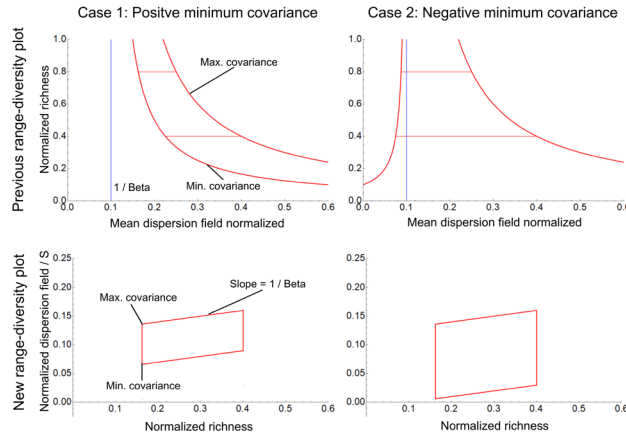 Case 1: Positve minimum covariance
Case 2: Negative minimum covariance
Previous range-diversity plot
Normalized richness
1.0
0.8
0.6
0.4
0.2
0.0
Max. covariance
Min. covariance
1 / Beta
0.0 0.1 0.2 0.3 0.4 0.5 0.6
Mean dispersion field normalized
1.0
0.8
0.6
0.4
0.2
0.0
0.0 0.1 0.2 0.3 0.4 0.5 0.6
Mean dispersion field normalized
New range-diversity plot
Normalized dispersion field / S
0.25
0.20
0.15
0.10
0.05
0.00
Slope = 1 / Beta
Max. covariance
Min. covariance
0.1 0.2 0.3 0.4 0.5 0.6
Normalized richness
0.25
0.20
0.15
0.10
0.05
0.00
0.1 0.2 0.3 0.4 0.5 0.6
Normalized richness